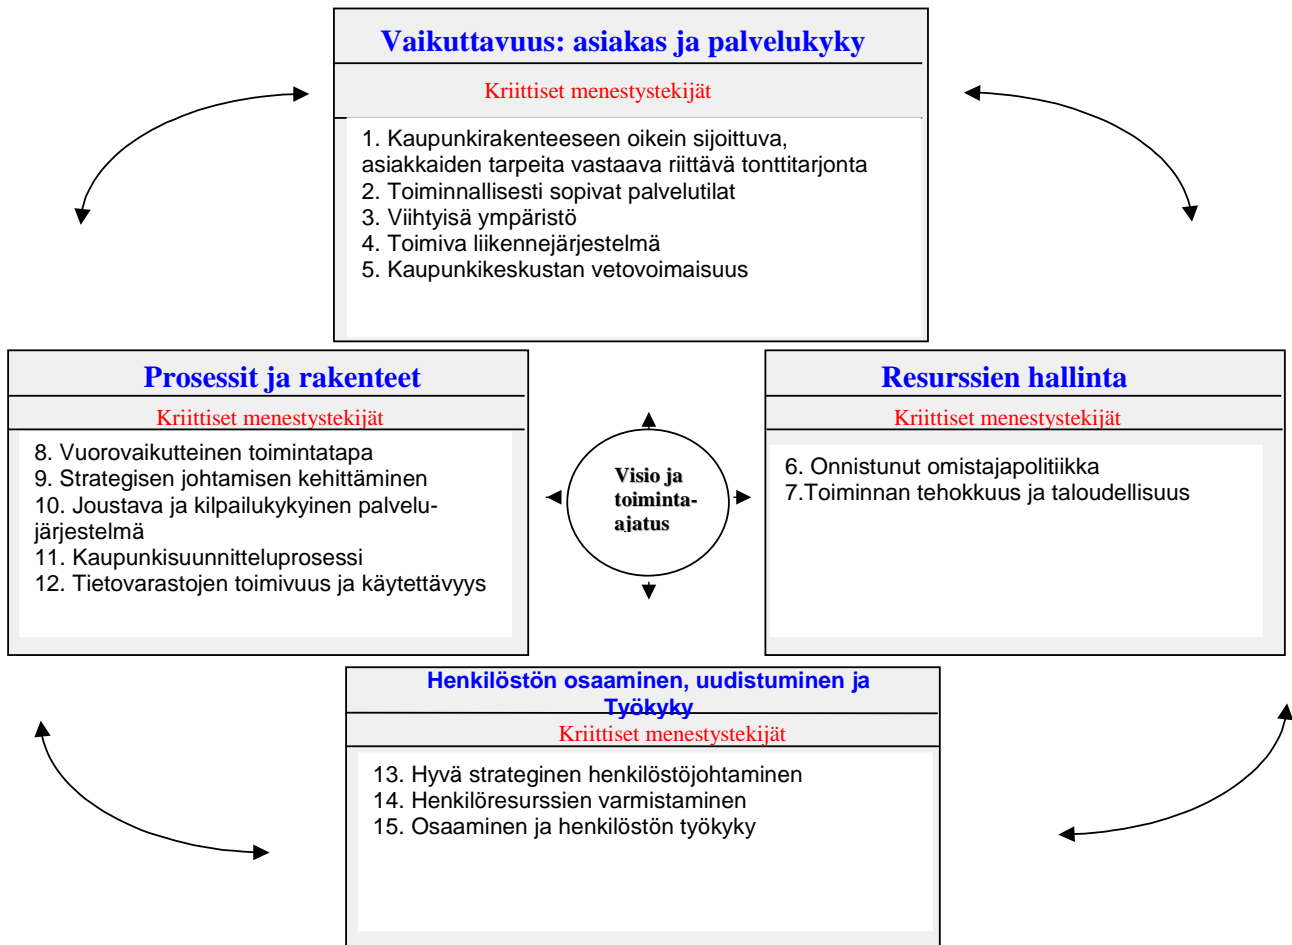 Vaikuttavuus: asiakas ja palvelukyky
Kriittiset menestystekijät
1. Kaupunkirakenteeseen oikein sijoittuva,
asiakkaiden tarpeita vastaava riittävä tonttitarjonta
2. Toiminnallisesti sopivat palvelutilat
3. Viihtyisä ympäristö
4. Toimiva liikennejärjestelmä
5. Kaupunkikeskustan vetovoimaisuus
Prosessit ja rakenteet
Kriittiset menestystekijät
8. Vuorovaikutteinen toimintatapa
9. Strategisen johtamisen kehittäminen
10. Joustava ja kilpailukykyinen palvelu-
järjestelmä
11. Kaupunkisuunnitteluprosessi
12. Tietovarastojen toimivuus ja käytettävyys
Visio ja
toiminta-
ajatus
Resurssien hallinta
Kriittiset menestystekijät
6. Onnistunut omistajapolitiikka
7.Toiminnan tehokkuus ja taloudellisuus
Henkilöstön osaaminen, uudistuminen ja
Työkyky
Kriittiset menestystekijät
13. Hyvä strateginen henkilöstöjohtaminen
14. Henkilöresurssien varmistaminen
15. Osaaminen ja henkilöstön työkyky